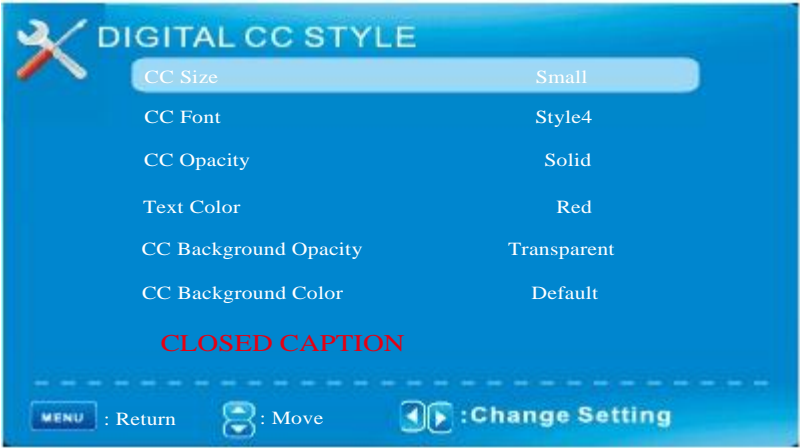 DIGITAL CC STYLE
CC Size Small
CC Font Style4
CC Opacity Solid
Text Color Red
CC Background Opacity Transparent
CC Background Color Default
CLOSED CAPTION
MENU : Return : Move :Change Setting